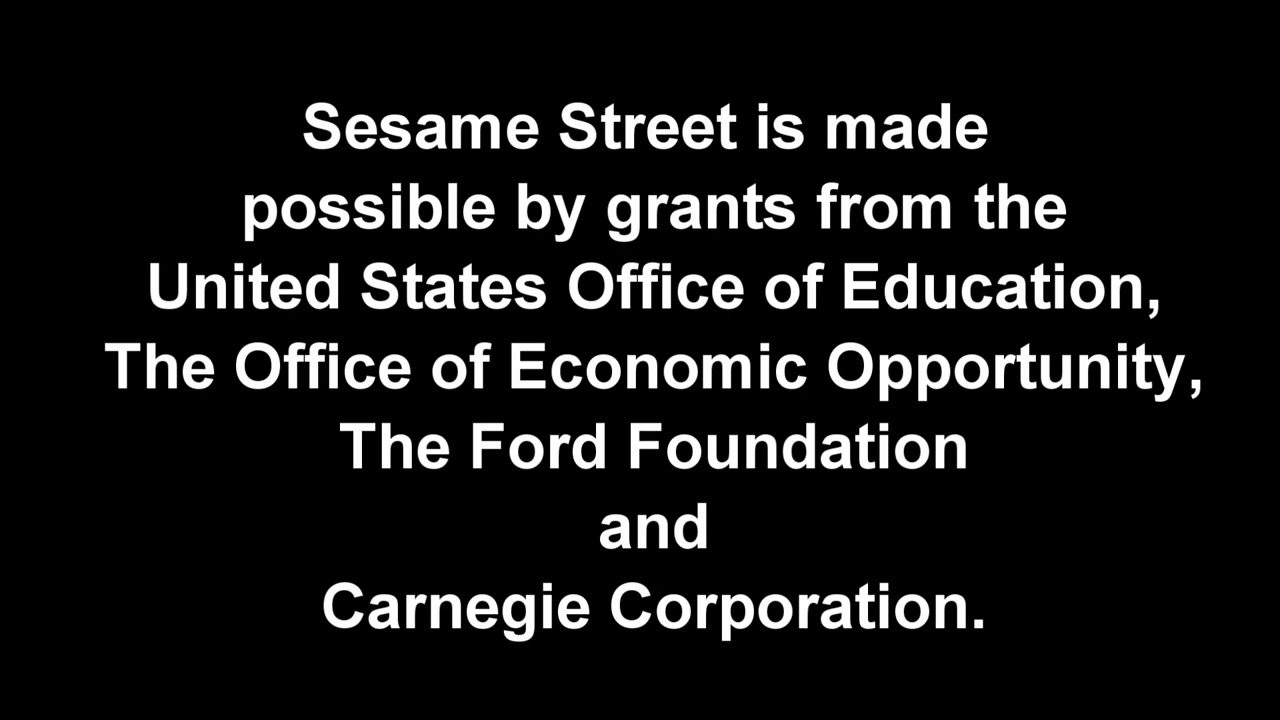 Sesame Street is made
possible by grants from the
United States Office of Education,
The Office of Economic Opportunity,
The Ford Foundation
and
Carnegie Corporation.